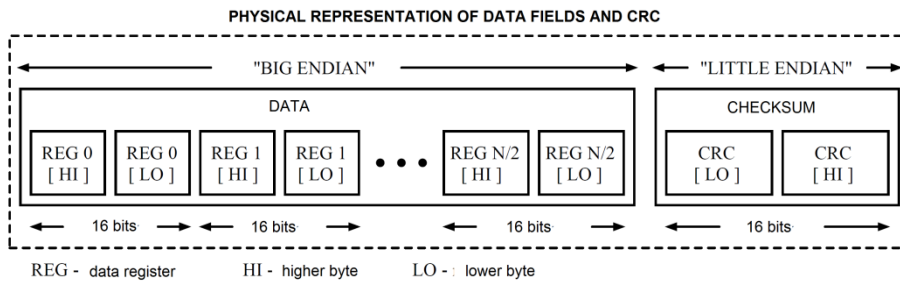 PHYSICAL REPRESENTATION OF DATA FIELDS AND CRC
"BIG ENDIAN" "LITTLE ENDIAN"
DATA CHECKSUM
REG 0 REG 0 REG 1 REG 1 REG N/2 REG N/2 CRC CRC
[ HI ] [ LO ] [ HI ] [ LO ] [ HI ] [ LO ] [ LO ] [ HI ]
16 bits 16 bits 16 bits 16 bits
REG - data register HI - higher byte LO - : lower byte